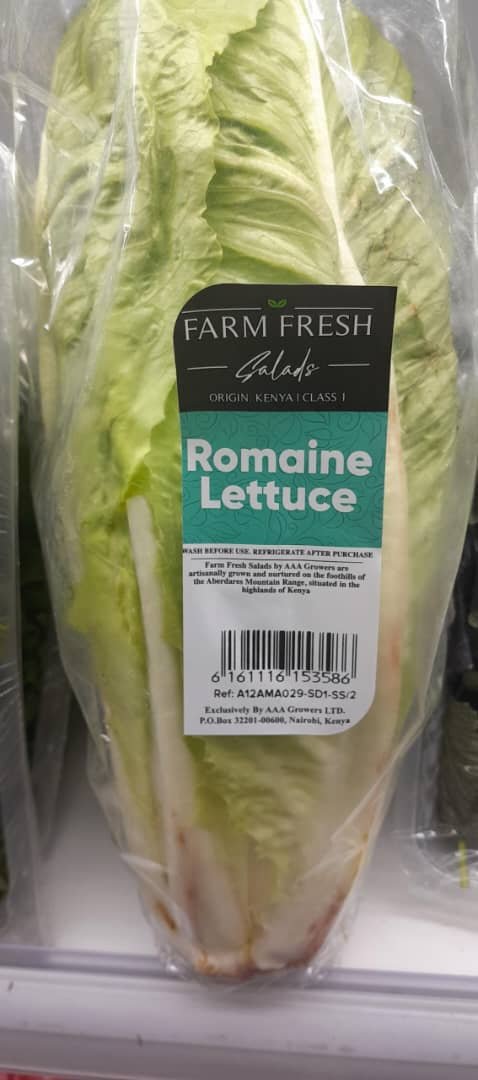 FARM FRESH
Salads
ORIGIN KENYA | CLASS 1
Romaine
Lettuce
WASH BEFORE USE. REFRIGERATE AFTER PURCHASE
Farm Fresh Salads by AAA Growers are
artisanally grown and nurtured on the foothills of
the Aberdares Mountain Range, situated in the
highlands of Kenya
6 161116 153586
Ref: A12AMA029-SD1-SS/2
Exclusively By AAA Growers LTD.
P.O.Box 32201-00600, Nairobi, Kenya